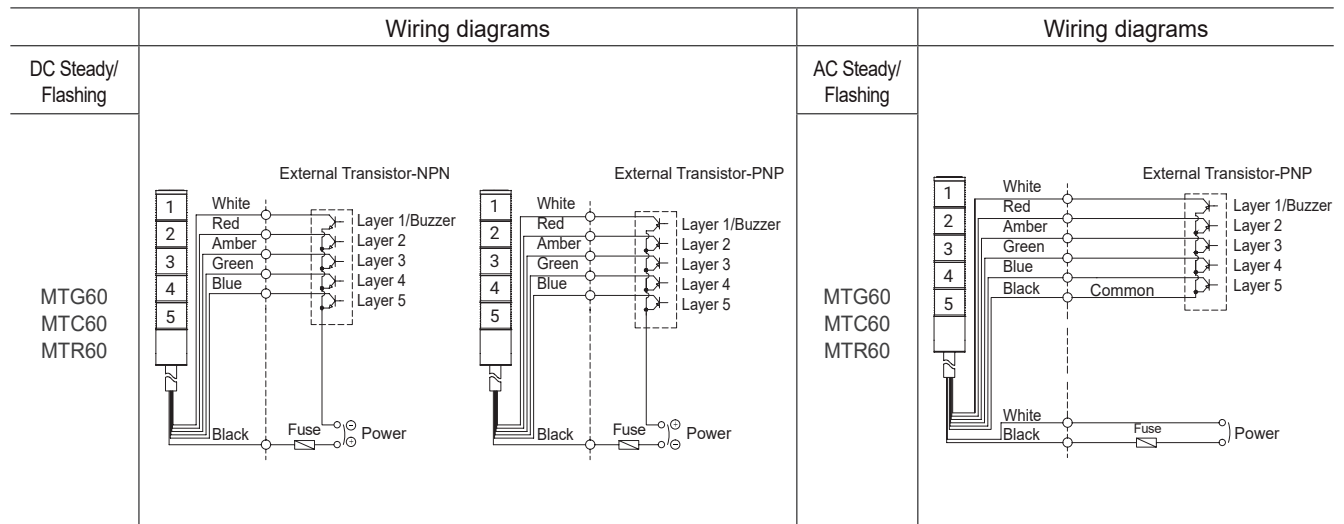 Wiring diagrams
Wiring diagrams
DC Steady/
Flashing
AC Steady/
Flashing
MTG60
MTC60
MTR60
External Transistor-NPN
1
2
3
4
5
White
Red
Amber
Green
Blue
Layer 1/Buzzer
Layer 2
Layer 3
Layer 4
Layer 5
Black
Fuse
⊖
⊕
Power
External Transistor-PNP
1
2
3
4
5
White
Red
Amber
Green
Blue
Layer 1/Buzzer
Layer 2
Layer 3
Layer 4
Layer 5
Black
Fuse
⊕
⊖
Power
MTG60
MTC60
MTR60
External Transistor-PNP
1
2
3
4
5
White
Red
Amber
Green
Blue
Black
Common
Layer 1/Buzzer
Layer 2
Layer 3
Layer 4
Layer 5
White
Black
Fuse
Power